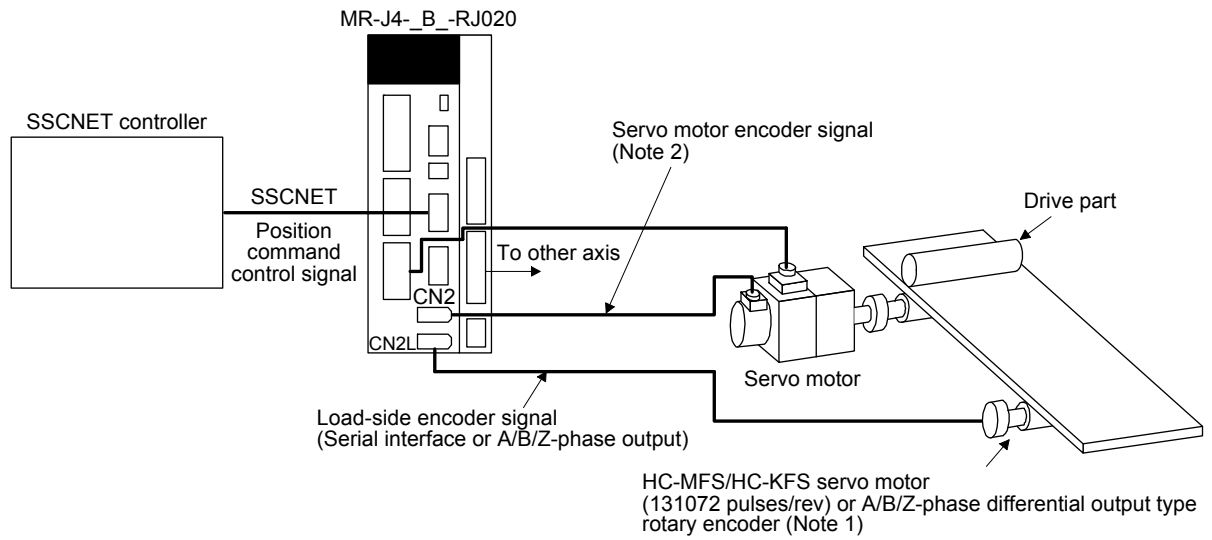 MR-J4-_B_-RJ020
SSCNET controller
SSCNET
Position
command
control signal
Servo motor encoder signal
(Note 2)
Drive part
To other axis
CN2
CN2L
Servo motor
Load-side encoder signal
(Serial interface or A/B/Z-phase output)
HC-MFS/HC-KFS servo motor
(131072 pulses/rev) or A/B/Z-phase differential output type
rotary encoder (Note 1)